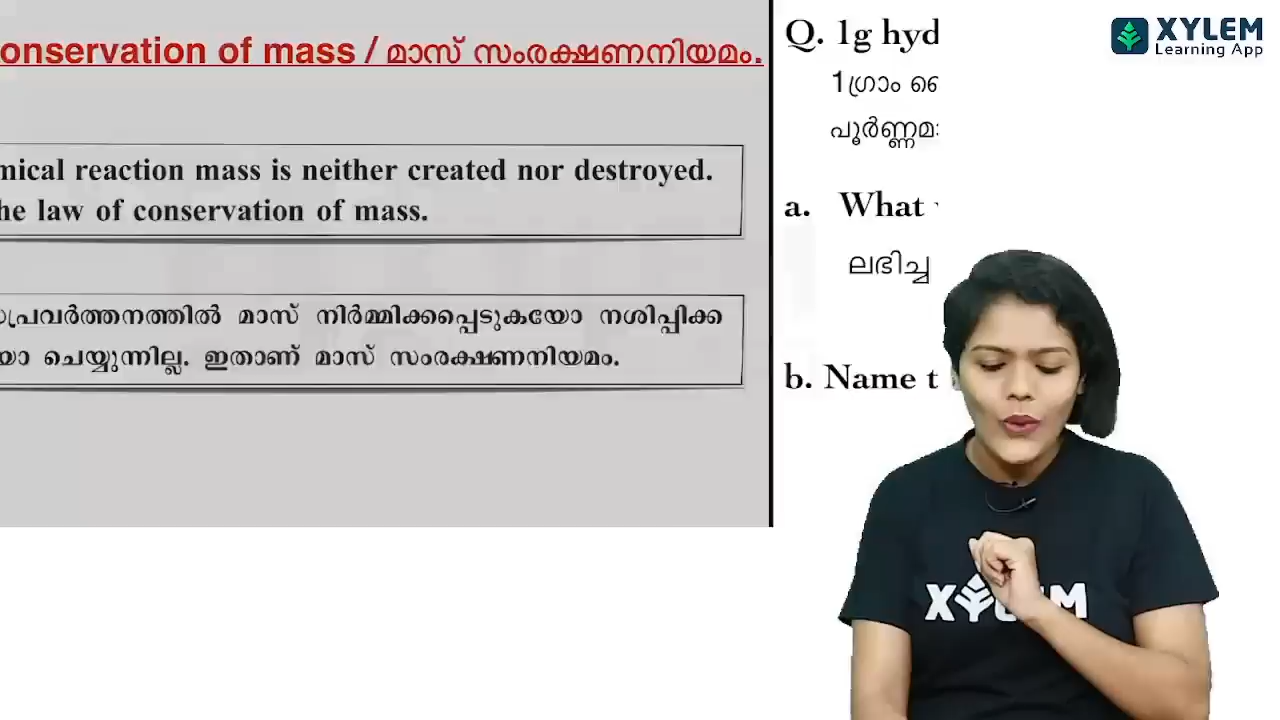 onservation of mass / മാസ് സംരക്ഷണനിയമം.
mical reaction mass is neither created nor destroyed.
he law of conservation of mass.
പ്രവർത്തനത്തിൽ മാസ് നിർമ്മിക്കപ്പെടുകയോ നശിപ്പിക്ക
യോ ചെയ്യുന്നില്ല. ഇതാണ് മാസ് സംരക്ഷണനിയമം.
Q. 1g hyd
1ഗ്രാം
പൂർണ്ണമ
a. What
ലഭിച്ച
b. Name t
XYLEM
Learning App
XYLEM